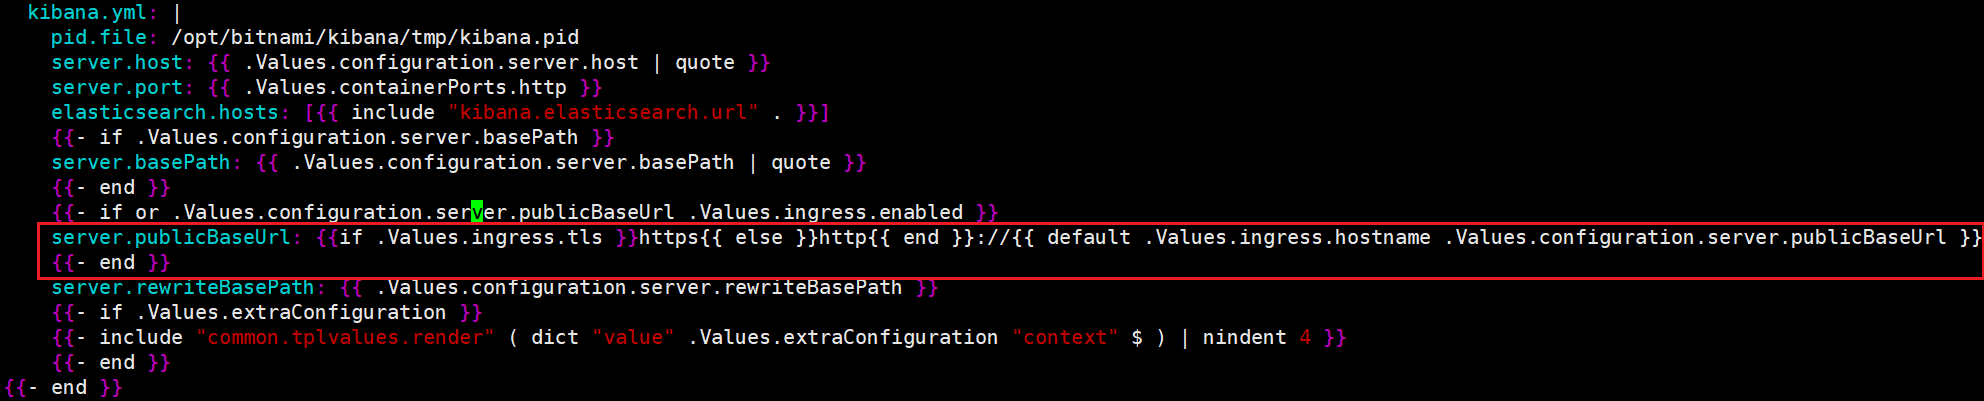 kibana.yml: |
pid.file: /opt/bitnami/kibana/tmp/kibana.pid
server.host: {{ .Values.configuration.server.host | quote }}
server.port: {{ .Values.containerPorts.http }}
elasticsearch.hosts: [{{ include "kibana.elasticsearch.url" . }}]
{{- if .Values.configuration.server.basePath }}
server.basePath: {{ .Values.configuration.server.basePath | quote }}
{{- end }}
{{- if or .Values.configuration.server.publicBaseUrl .Values.ingress.enabled }}
server.publicBaseUrl: {{if .Values.ingress.tls }}https{{ else }}http{{ end }}://{{ default .Values.ingress.hostname .Values.configuration.server.publicBaseUrl }}
{{- end }}
server.rewriteBasePath: {{ .Values.configuration.server.rewriteBasePath }}
{{- if .Values.extraConfiguration }}
{{- include "common.tplvalues.render" ( dict "value" .Values.extraConfiguration "context" $ ) | nindent 4 }}
{{- end }}
{{- end }}